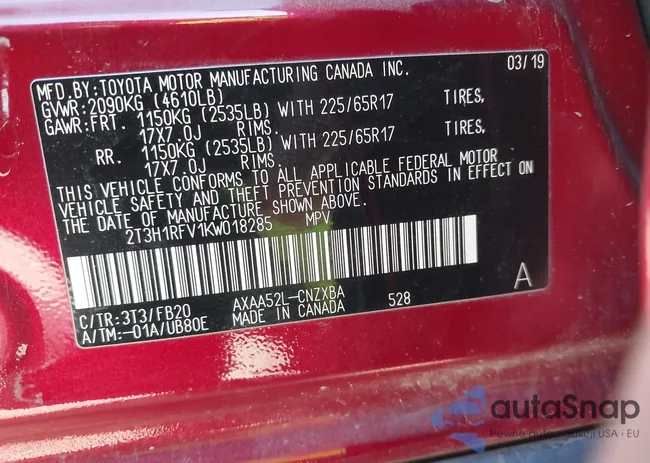 MFD.BY:TOYOTA MOTOR MANUFACTURING CANADA INC. 03/19
GVWR:2090KG (4610LB)
GAWR:FRT. 1150KG (2535LB) WITH 225/65R17 TIRES,
17X7.0J RIMS.
RR. 1150KG (2535LB) WITH 225/65R17 TIRES,
17X7.0J RIMS.
THIS VEHICLE CONFORMS TO ALL APPLICABLE FEDERAL MOTOR
VEHICLE SAFETY AND THEFT PREVENTION STANDARDS IN EFFECT ON
THE DATE OF MANUFACTURE SHOWN ABOVE.
2T3H1RFV1KW018285 MPV
A
C/TR:3T3/FB20 AXAA52L-CNZXBA 528
A/TM:-01A/UB80E MADE IN CANADA
autaSnap
USA - EU